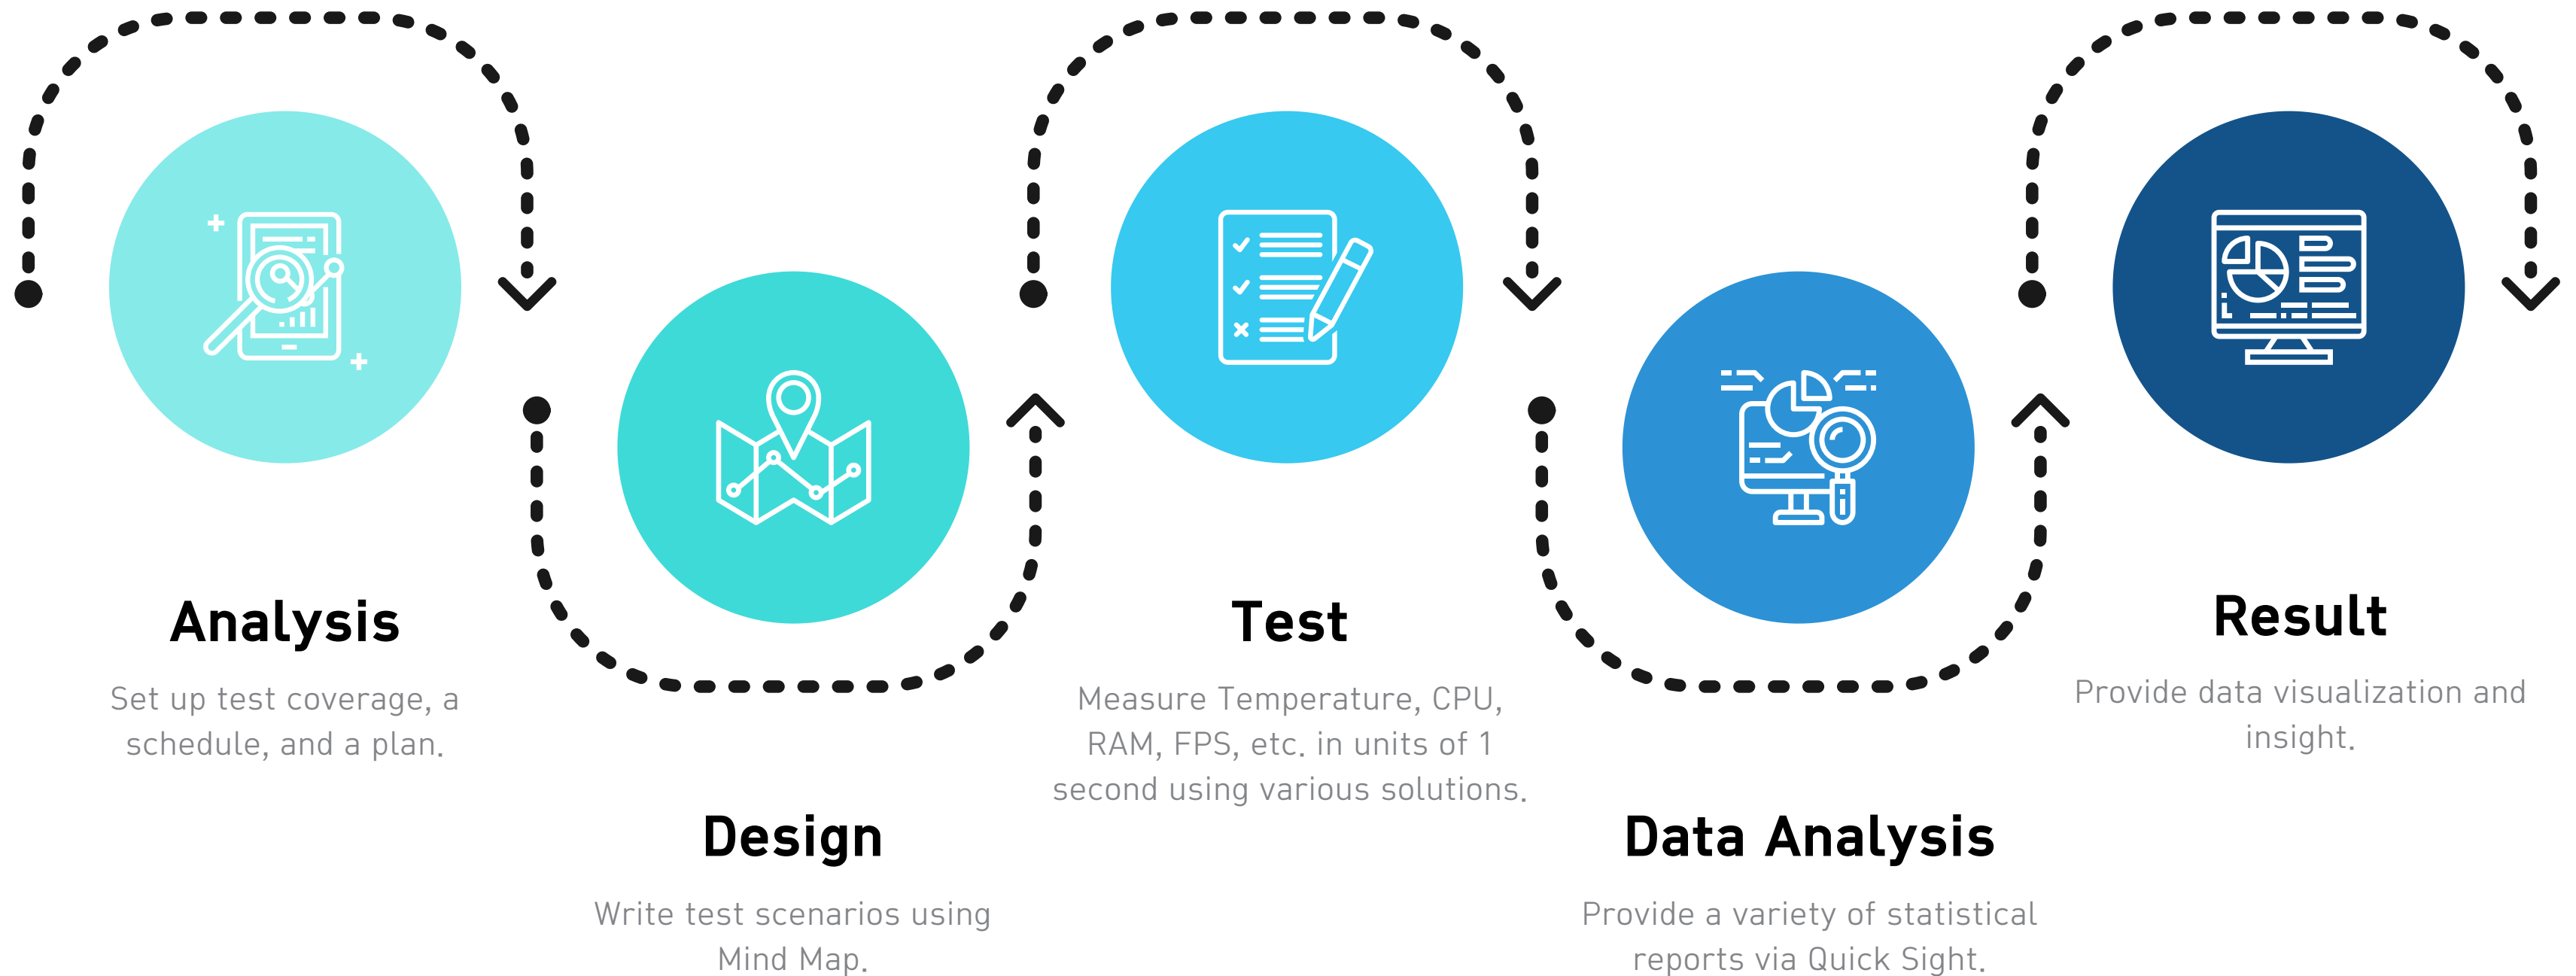 Analysis
Set up test coverage, a
schedule, and a plan.
Design
Write test scenarios using
Mind Map.
Test
Measure Temperature, CPU,
RAM, FPS, etc. in units of 1
second using various solutions.
Data Analysis
Provide a variety of statistical
reports via Quick Sight.
Result
Provide data visualization and
insight.